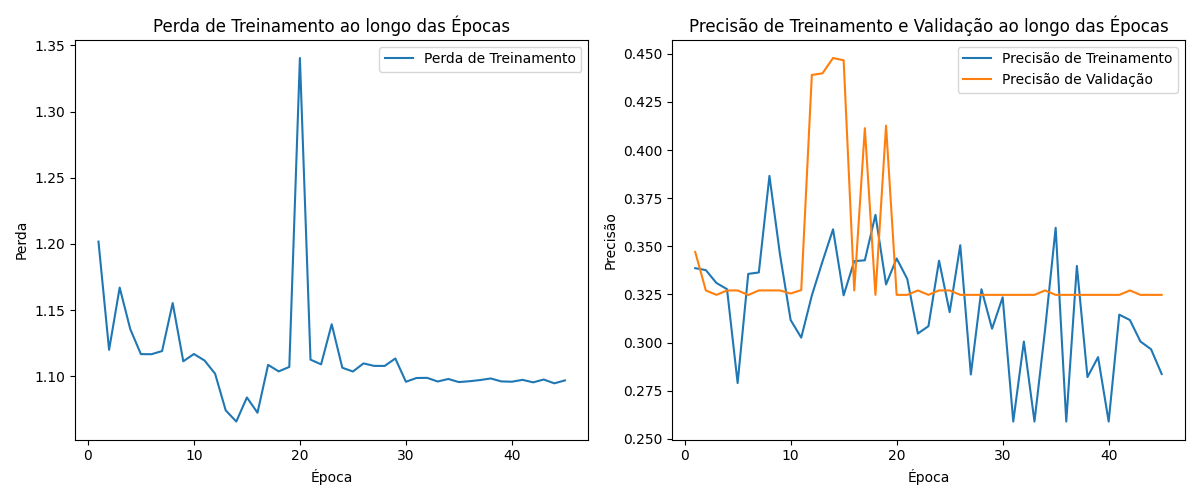 Perda de Treinamento ao longo das Épocas
1.35
1.30
1.25
1.20
1.15
1.10
Perda
0
10
20
30
40
Época
Perda de Treinamento
Precisão de Treinamento e Validação ao longo das Épocas
0.450
0.425
0.400
0.375
0.350
0.325
0.300
0.275
0.250
Precisão
0
10
20
30
40
Época
Precisão de Treinamento
Precisão de Validação